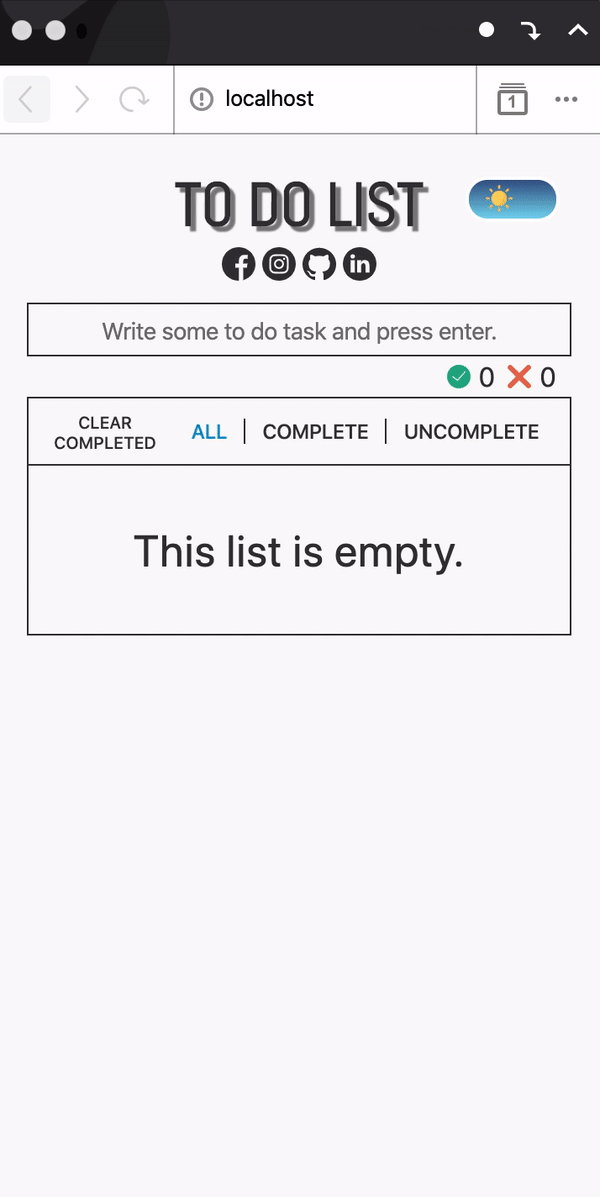 localhost
1
TO DO LIST
in
Write some to do task and press enter.
0 0
CLEAR
COMPLETED
ALL COMPLETE UNCOMPLETE
This list is empty.